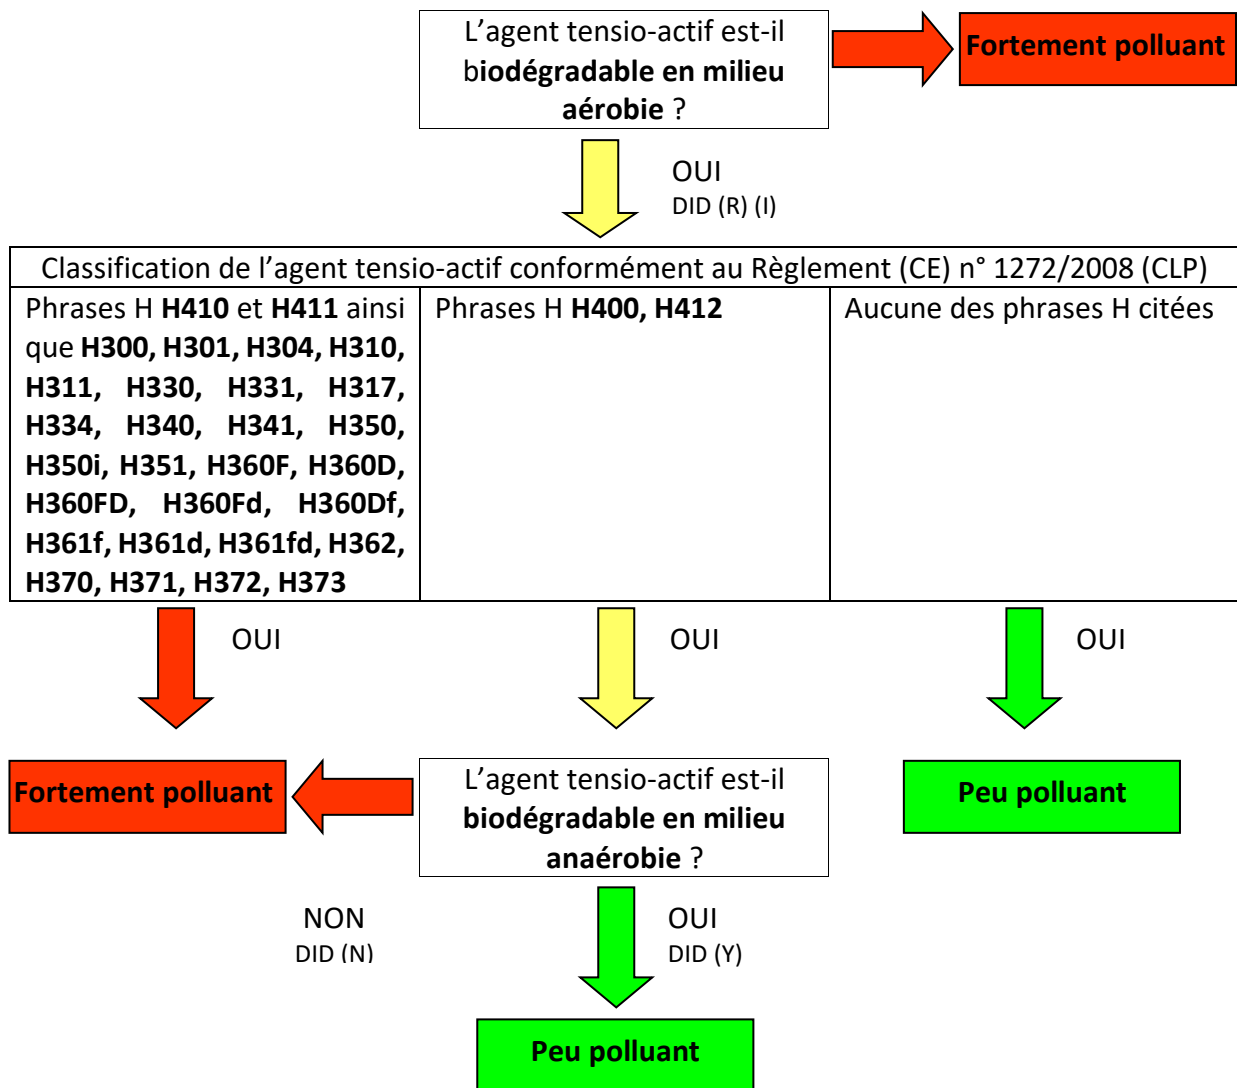 L’agent tensio-actif est-il
biodégradable en milieu
aérobie ?
Fortement polluant
OUI
DID (R) (I)
Classification de l’agent tensio-actif conformément au Règlement (CE) n° 1272/2008 (CLP)
Phrases H H410 et H411 ainsi
que H300, H301, H304, H310,
H311, H330, H331, H317,
H334, H340, H341, H350,
H350i, H351, H360F, H360D,
H360FD, H360Fd, H360Df,
H361f, H361d, H361fd, H362,
H370, H371, H372, H373
Phrases H H400, H412
Aucune des phrases H citées
OUI
OUI
OUI
Fortement polluant
L’agent tensio-actif est-il
biodégradable en milieu
anaérobie ?
Peu polluant
NON
DID (N)
OUI
DID (Y)
Peu polluant